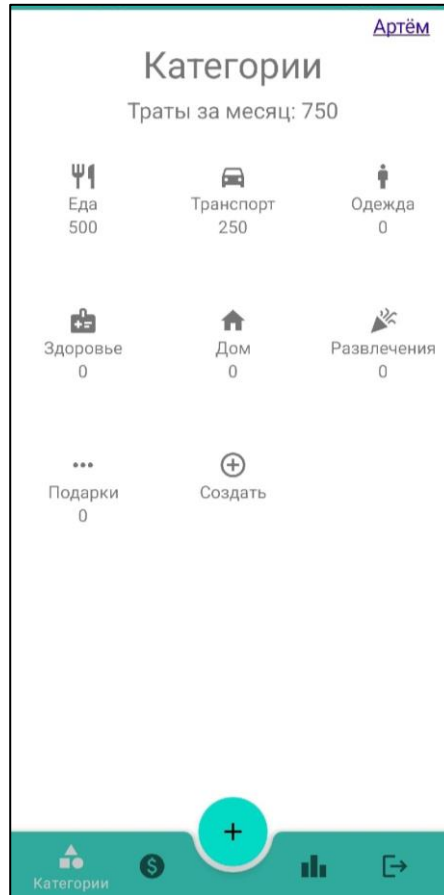 Артём
Категории
Траты за месяц: 750
Еда Транспорт Одежда
500 250 0
Здоровье Дом Развлечения
0 0 0
Подарки Создать
0
Категории